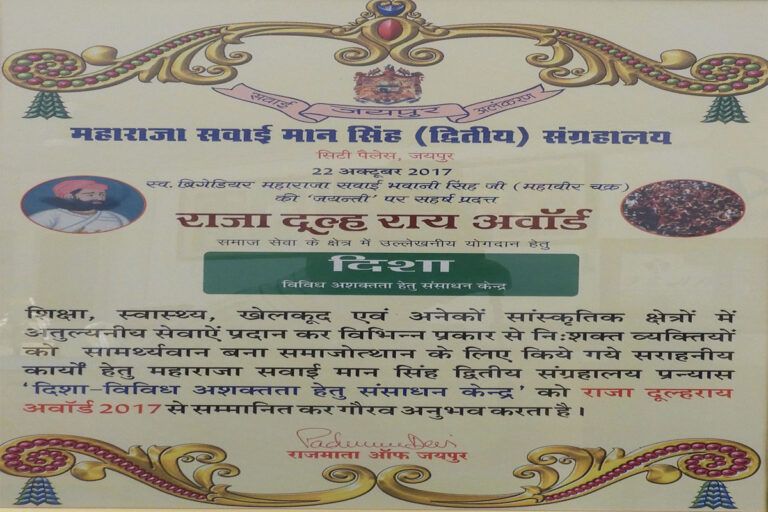 सवाई जयपुर अलंकरण
महाराजा सवाई मान सिंह (द्वितीय) संग्रहालय
सिटी पैलेस, जयपुर
22 अक्टूबर 2017
स्व. ब्रिगेडियर महाराजा सवाई भवानी सिंह जी (महावीर चक्र)
की 'जयन्ती' पर सहर्ष प्रदत्त
राजा दूल्ह राय अवॉर्ड
समाज सेवा के क्षेत्र में उल्लेखनीय योगदान हेतु
दिशा
विविध अशक्तता हेतु संसाधन केन्द्र
शिक्षा, स्वास्थ्य, खेलकूद एवं अनेकों सांस्कृतिक क्षेत्रों में
अतुल्यनीय सेवाऐं प्रदान कर विभिन्न प्रकार से निःशक्त व्यक्तियों
को सामर्थ्यवान बना समाजोत्थान के लिए किये गये सराहनीय
कार्यों हेतु महाराजा सवाई मान सिंह द्वितीय संग्रहालय प्रन्यास
'दिशा-विविध अशक्तता हेतु संसाधन केन्द्र' को राजा दूल्हराय
अवॉर्ड 2017 से सम्मानित कर गौरव अनुभव करता है।
Padmini Devi
राजमाता ऑफ जयपुर